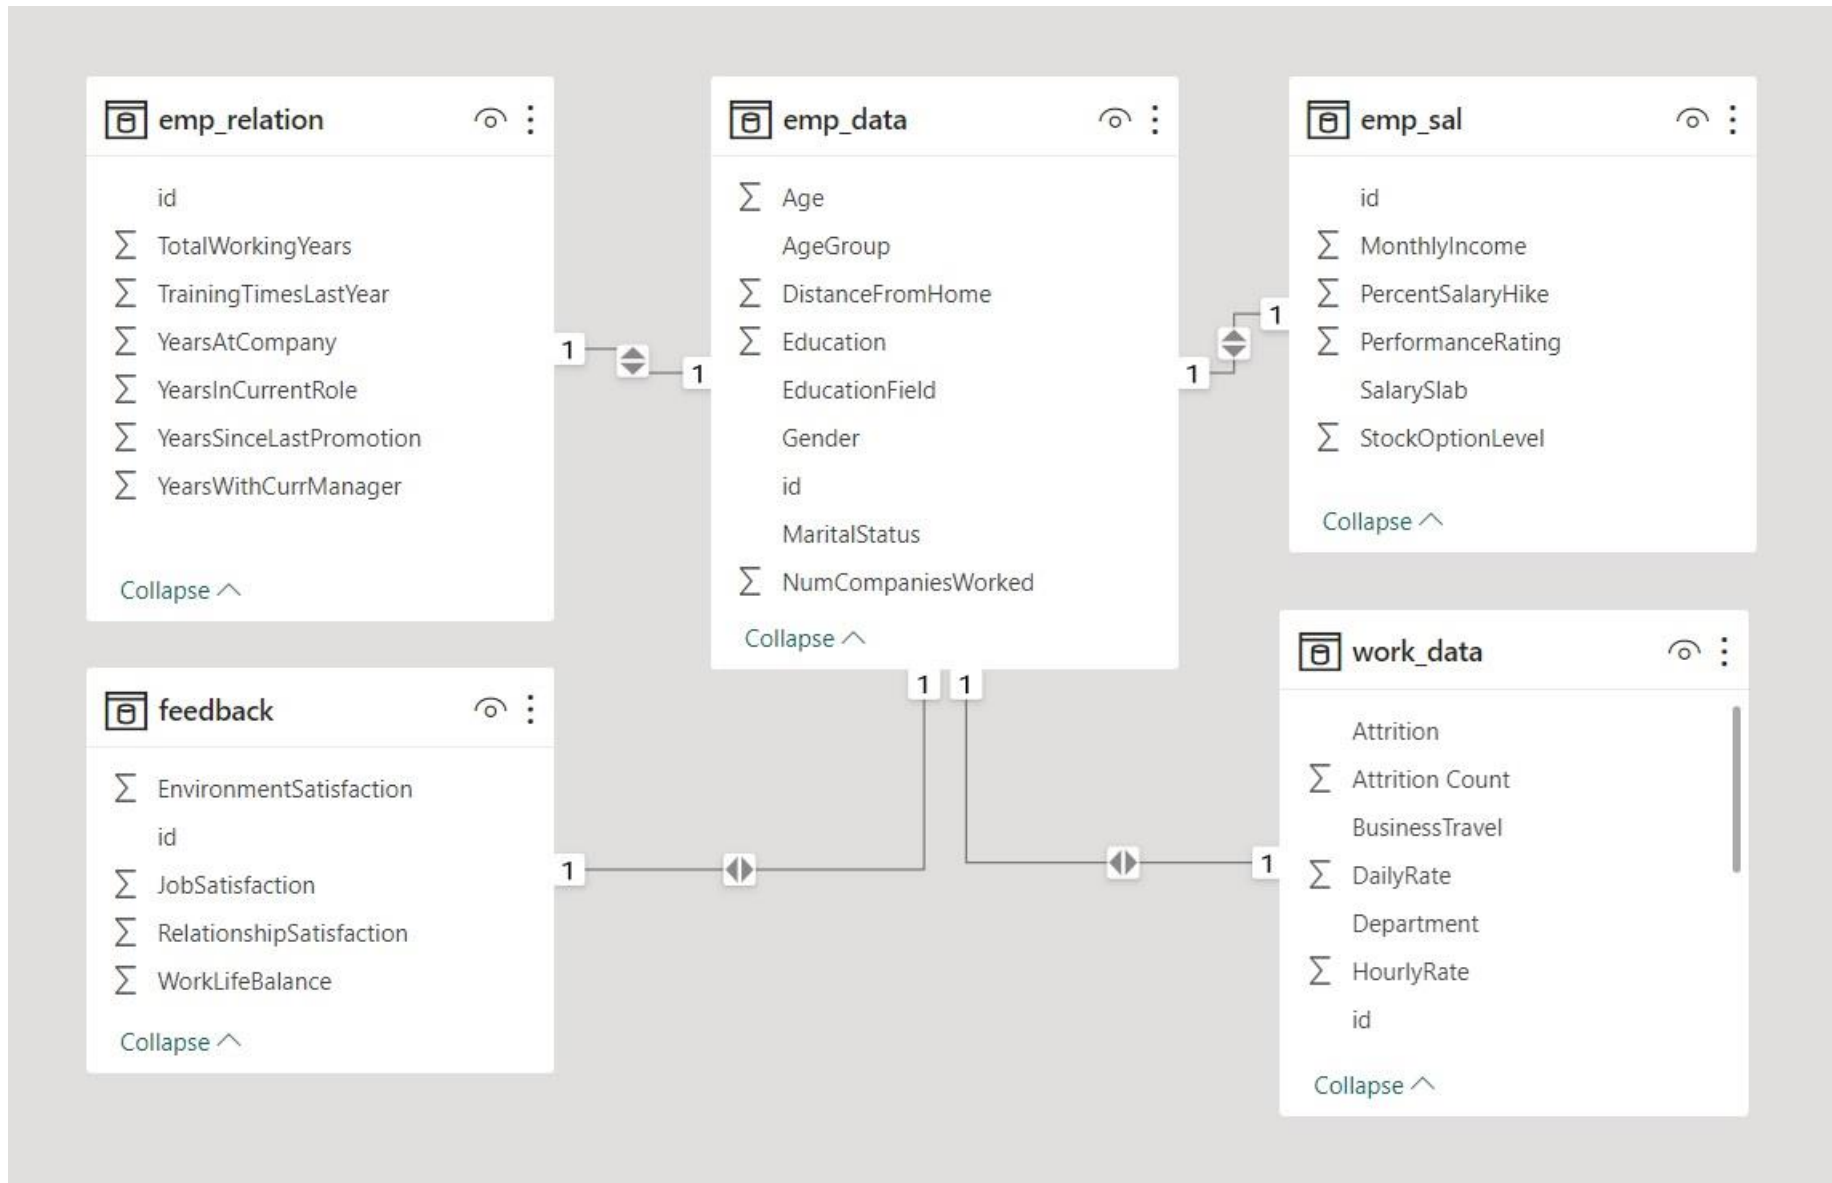 emp_relation
id
TotalWorkingYears
TrainingTimesLastYear
YearsAtCompany
YearsInCurrentRole
YearsSinceLastPromotion
YearsWithCurrManager
Collapse
1
1
emp_data
Age
AgeGroup
DistanceFromHome
Education
EducationField
Gender
id
MaritalStatus
NumCompaniesWorked
Collapse
1
1
emp_sal
id
MonthlyIncome
PercentSalaryHike
PerformanceRating
SalarySlab
StockOptionLevel
Collapse
feedback
EnvironmentSatisfaction
id
JobSatisfaction
RelationshipSatisfaction
WorkLifeBalance
Collapse
1
1
1
1
work_data
Attrition
Attrition Count
BusinessTravel
DailyRate
Department
HourlyRate
id
Collapse